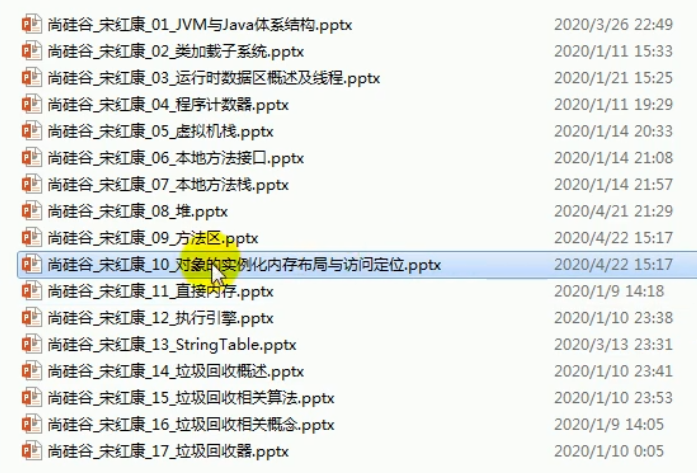 尚硅谷_宋红康_01_JVM与Java体系结构.pptx 2020/3/26 22:49
尚硅谷_宋红康_02_类加载子系统.pptx 2020/1/11 15:33
尚硅谷_宋红康_03_运行时数据区概述及线程.pptx 2020/1/21 15:25
尚硅谷_宋红康_04_程序计数器.pptx 2020/1/11 19:29
尚硅谷_宋红康_05_虚拟机栈.pptx 2020/1/14 20:33
尚硅谷_宋红康_06_本地方法接口.pptx 2020/1/14 21:08
尚硅谷_宋红康_07_本地方法栈.pptx 2020/1/14 21:57
尚硅谷_宋红康_08_堆.pptx 2020/4/21 21:29
尚硅谷_宋红康_09_方法区.pptx 2020/4/22 15:17
尚硅谷_宋红康_10_对象的实例化内存布局与访问定位.pptx 2020/4/22 15:17
尚硅谷_宋红康_11_直接内存.pptx 2020/1/9 14:18
尚硅谷_宋红康_12_执行引擎.pptx 2020/1/10 23:38
尚硅谷_宋红康_13_StringTable.pptx 2020/3/13 23:31
尚硅谷_宋红康_14_垃圾回收概述.pptx 2020/1/10 23:41
尚硅谷_宋红康_15_垃圾回收相关算法.pptx 2020/1/10 23:53
尚硅谷_宋红康_16_垃圾回收相关概念.pptx 2020/1/9 14:05
尚硅谷_宋红康_17_垃圾回收器.pptx 2020/1/10 0:05